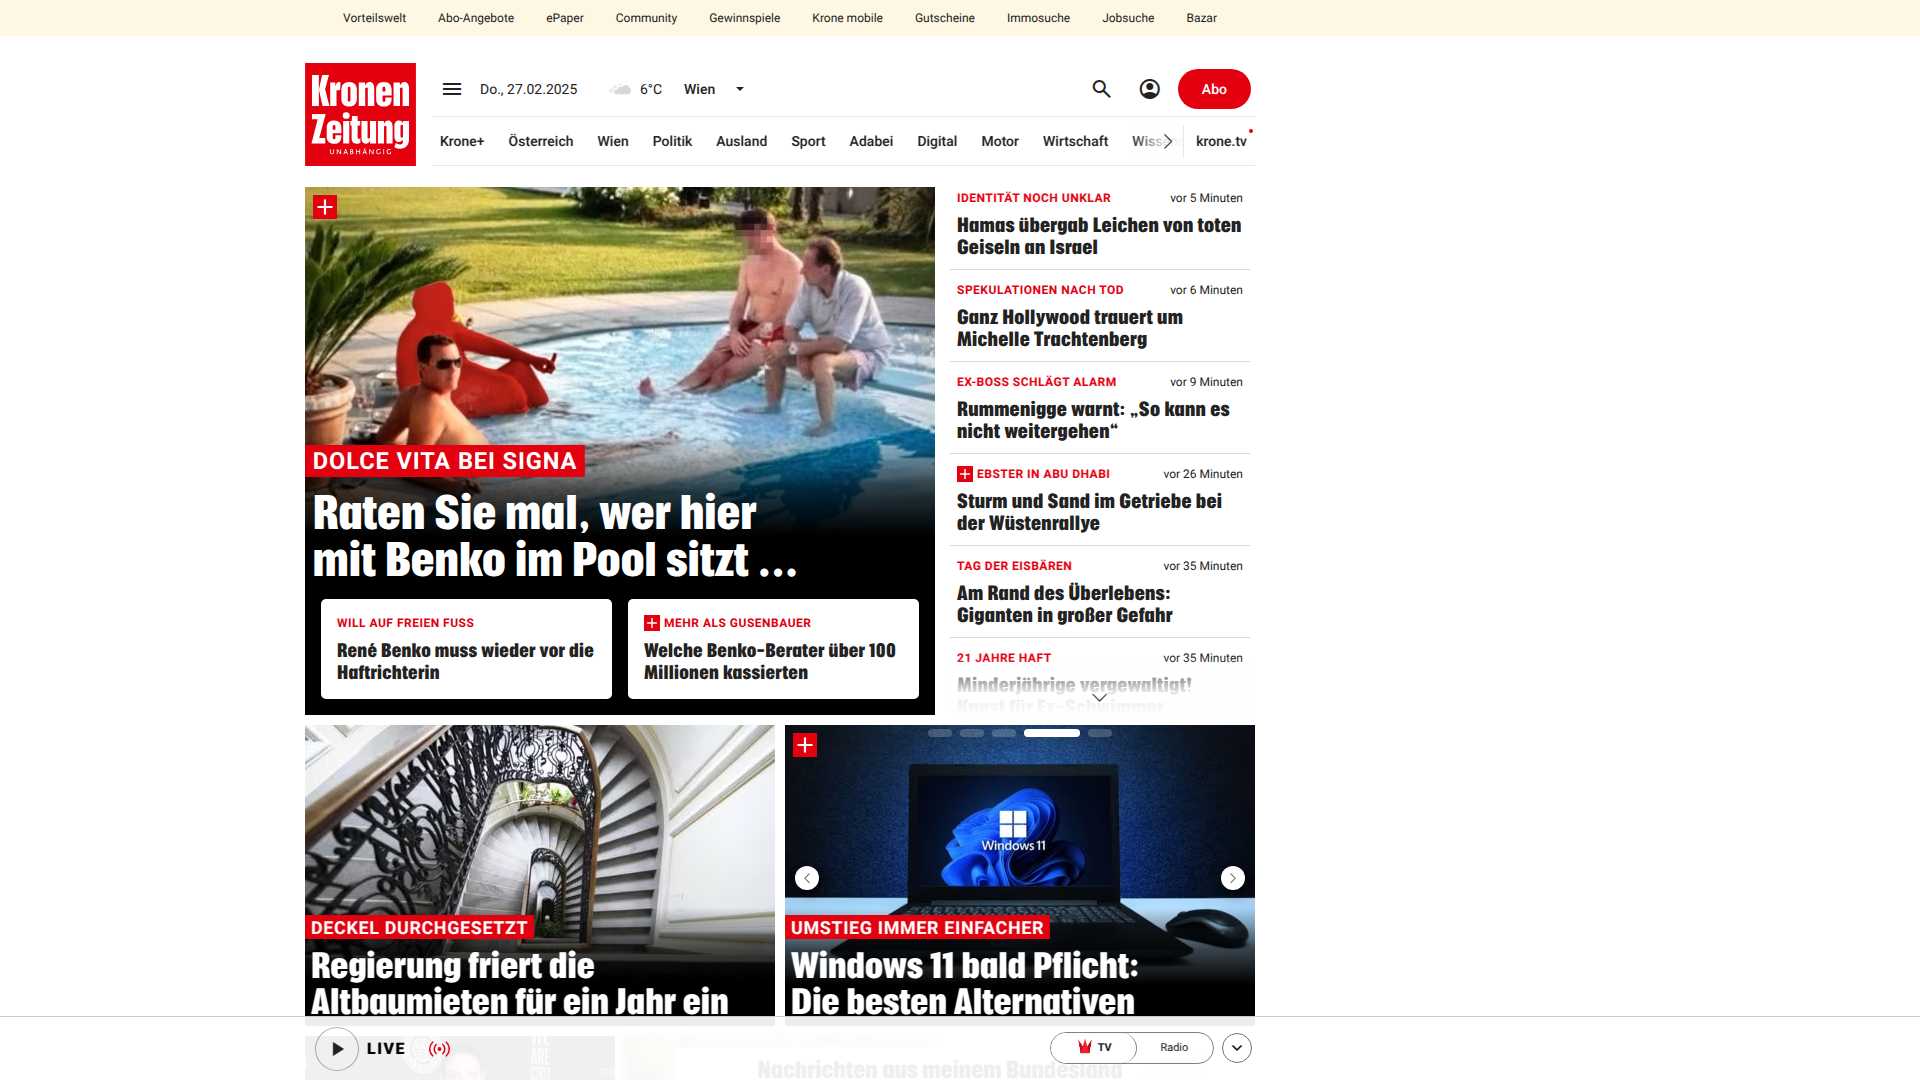 Vorteilswelt Abo-Angebote ePaper Community Gewinnspiele Krone mobile Gutscheine Immosuche Jobsuche Bazar
Kronen
Zeitung
UNABHÄNGIG
Do., 27.02.2025 6°C Wien
Abo
Krone+ Österreich Wien Politik Ausland Sport Adabei Digital Motor Wirtschaft krone.tv
DOLCE VITA BEI SIGNA
Raten Sie mal, wer hier
mit Benko im Pool sitzt ...
WILL AUF FREIEN FUSS
René Benko muss wieder vor die
Haftrichterin
MEHR ALS GUSENBAUER
Welche Benko-Berater über 100
Millionen kassierten
IDENTITÄT NOCH UNKLAR vor 5 Minuten
Hamas übergab Leichen von toten
Geiseln an Israel
SPEKULATIONEN NACH TOD vor 6 Minuten
Ganz Hollywood trauert um
Michelle Trachtenberg
EX-BOSS SCHLÄGT ALARM vor 9 Minuten
Rummenigge warnt: „So kann es
nicht weitergehen“
EBSTER IN ABU DHABI vor 26 Minuten
Sturm und Sand im Getriebe bei
der Wüstenrallye
TAG DER EISBÄREN vor 35 Minuten
Am Rand des Überlebens:
Giganten in großer Gefahr
21 JAHRE HAFT vor 35 Minuten
Minderjährige vergewaltigt!
Knast für Ex-Schwimmer
DECKEL DURCHGESETZT
Regierung friert die
Altbaumieten für ein Jahr ein
Windows 11
UMSTIEG IMMER EINFACHER
Windows 11 bald Pflicht:
Die besten Alternativen
LIVE
TV Radio
Nachrichten aus meinem Bundesland